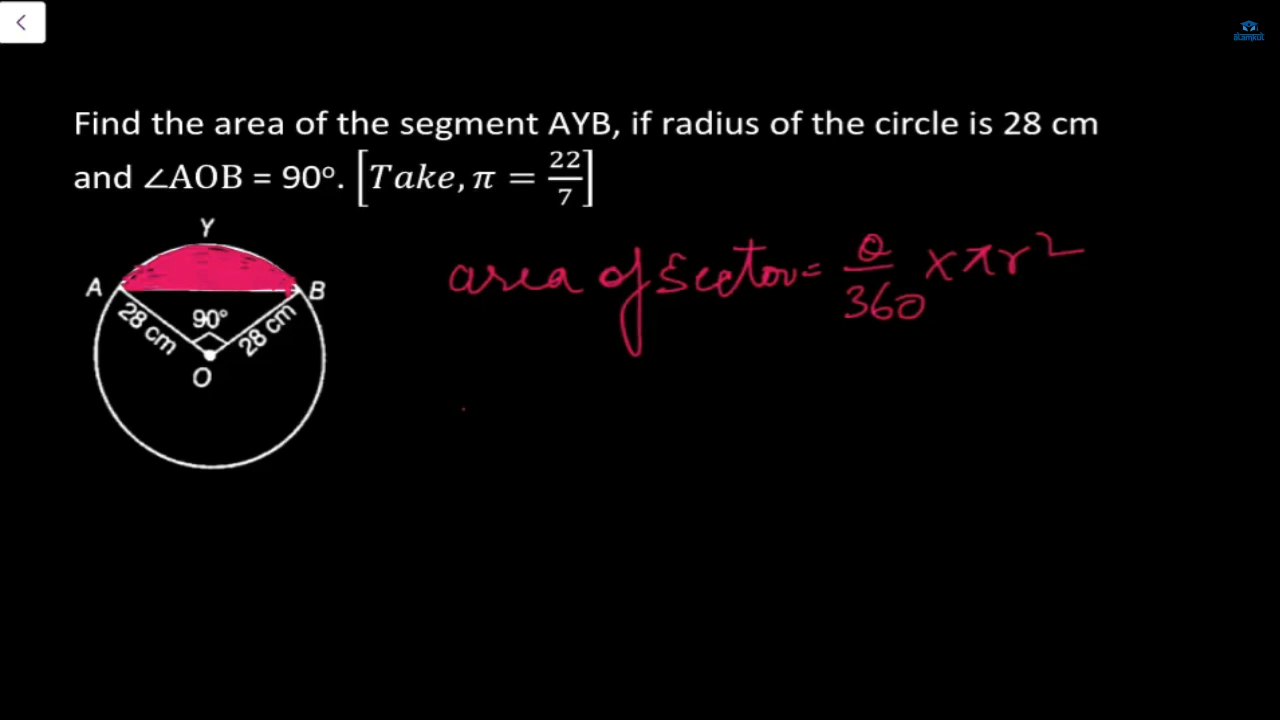 Find the area of the segment AYB, if radius of the circle is 28 cm
and ∠AOB = 90°. [Take, π = 22/7]
Y
area of Sector = θ/360 × πr²
A
B
28 cm
90°
28 cm
O